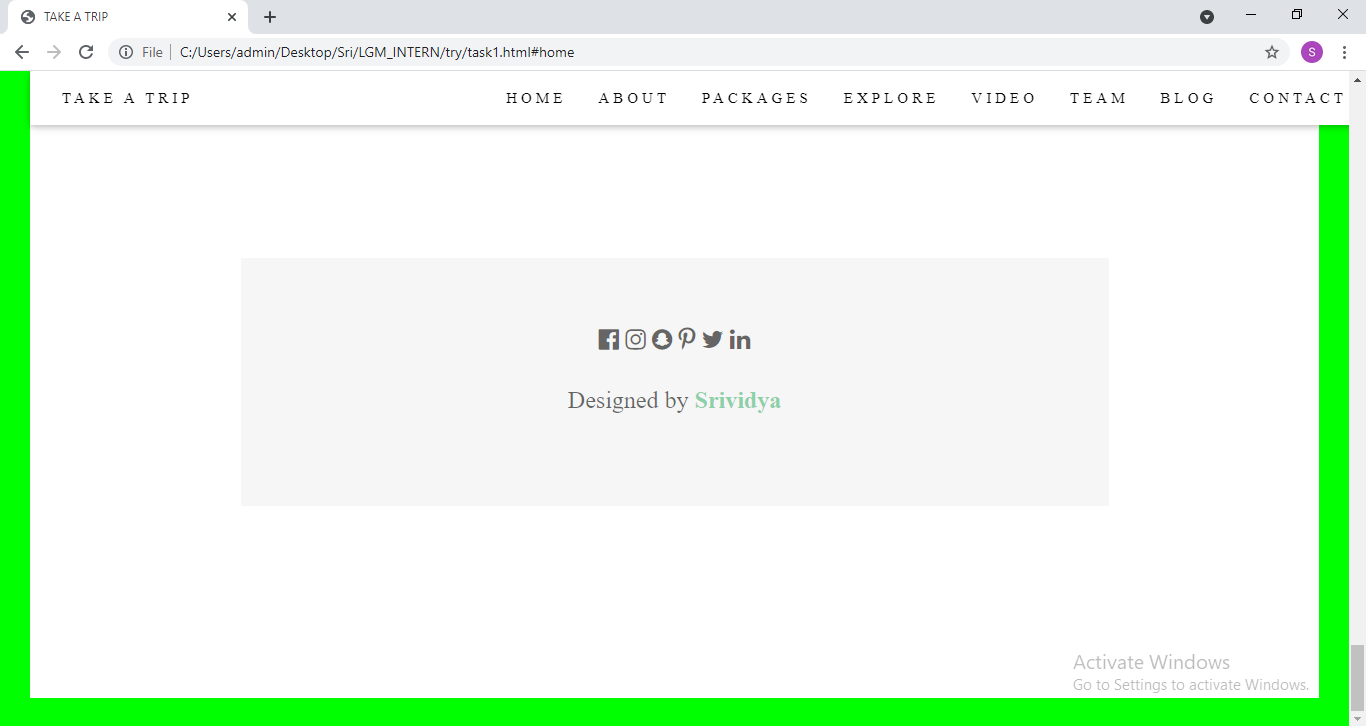 TAKE A TRIP
File C:/Users/admin/Desktop/Sri/LGM_INTERN/try/task1.html#home
S
TAKE A TRIP HOME ABOUT PACKAGES EXPLORE VIDEO TEAM BLOG CONTACT
Designed by Srividya
Activate Windows
Go to Settings to activate Windows.